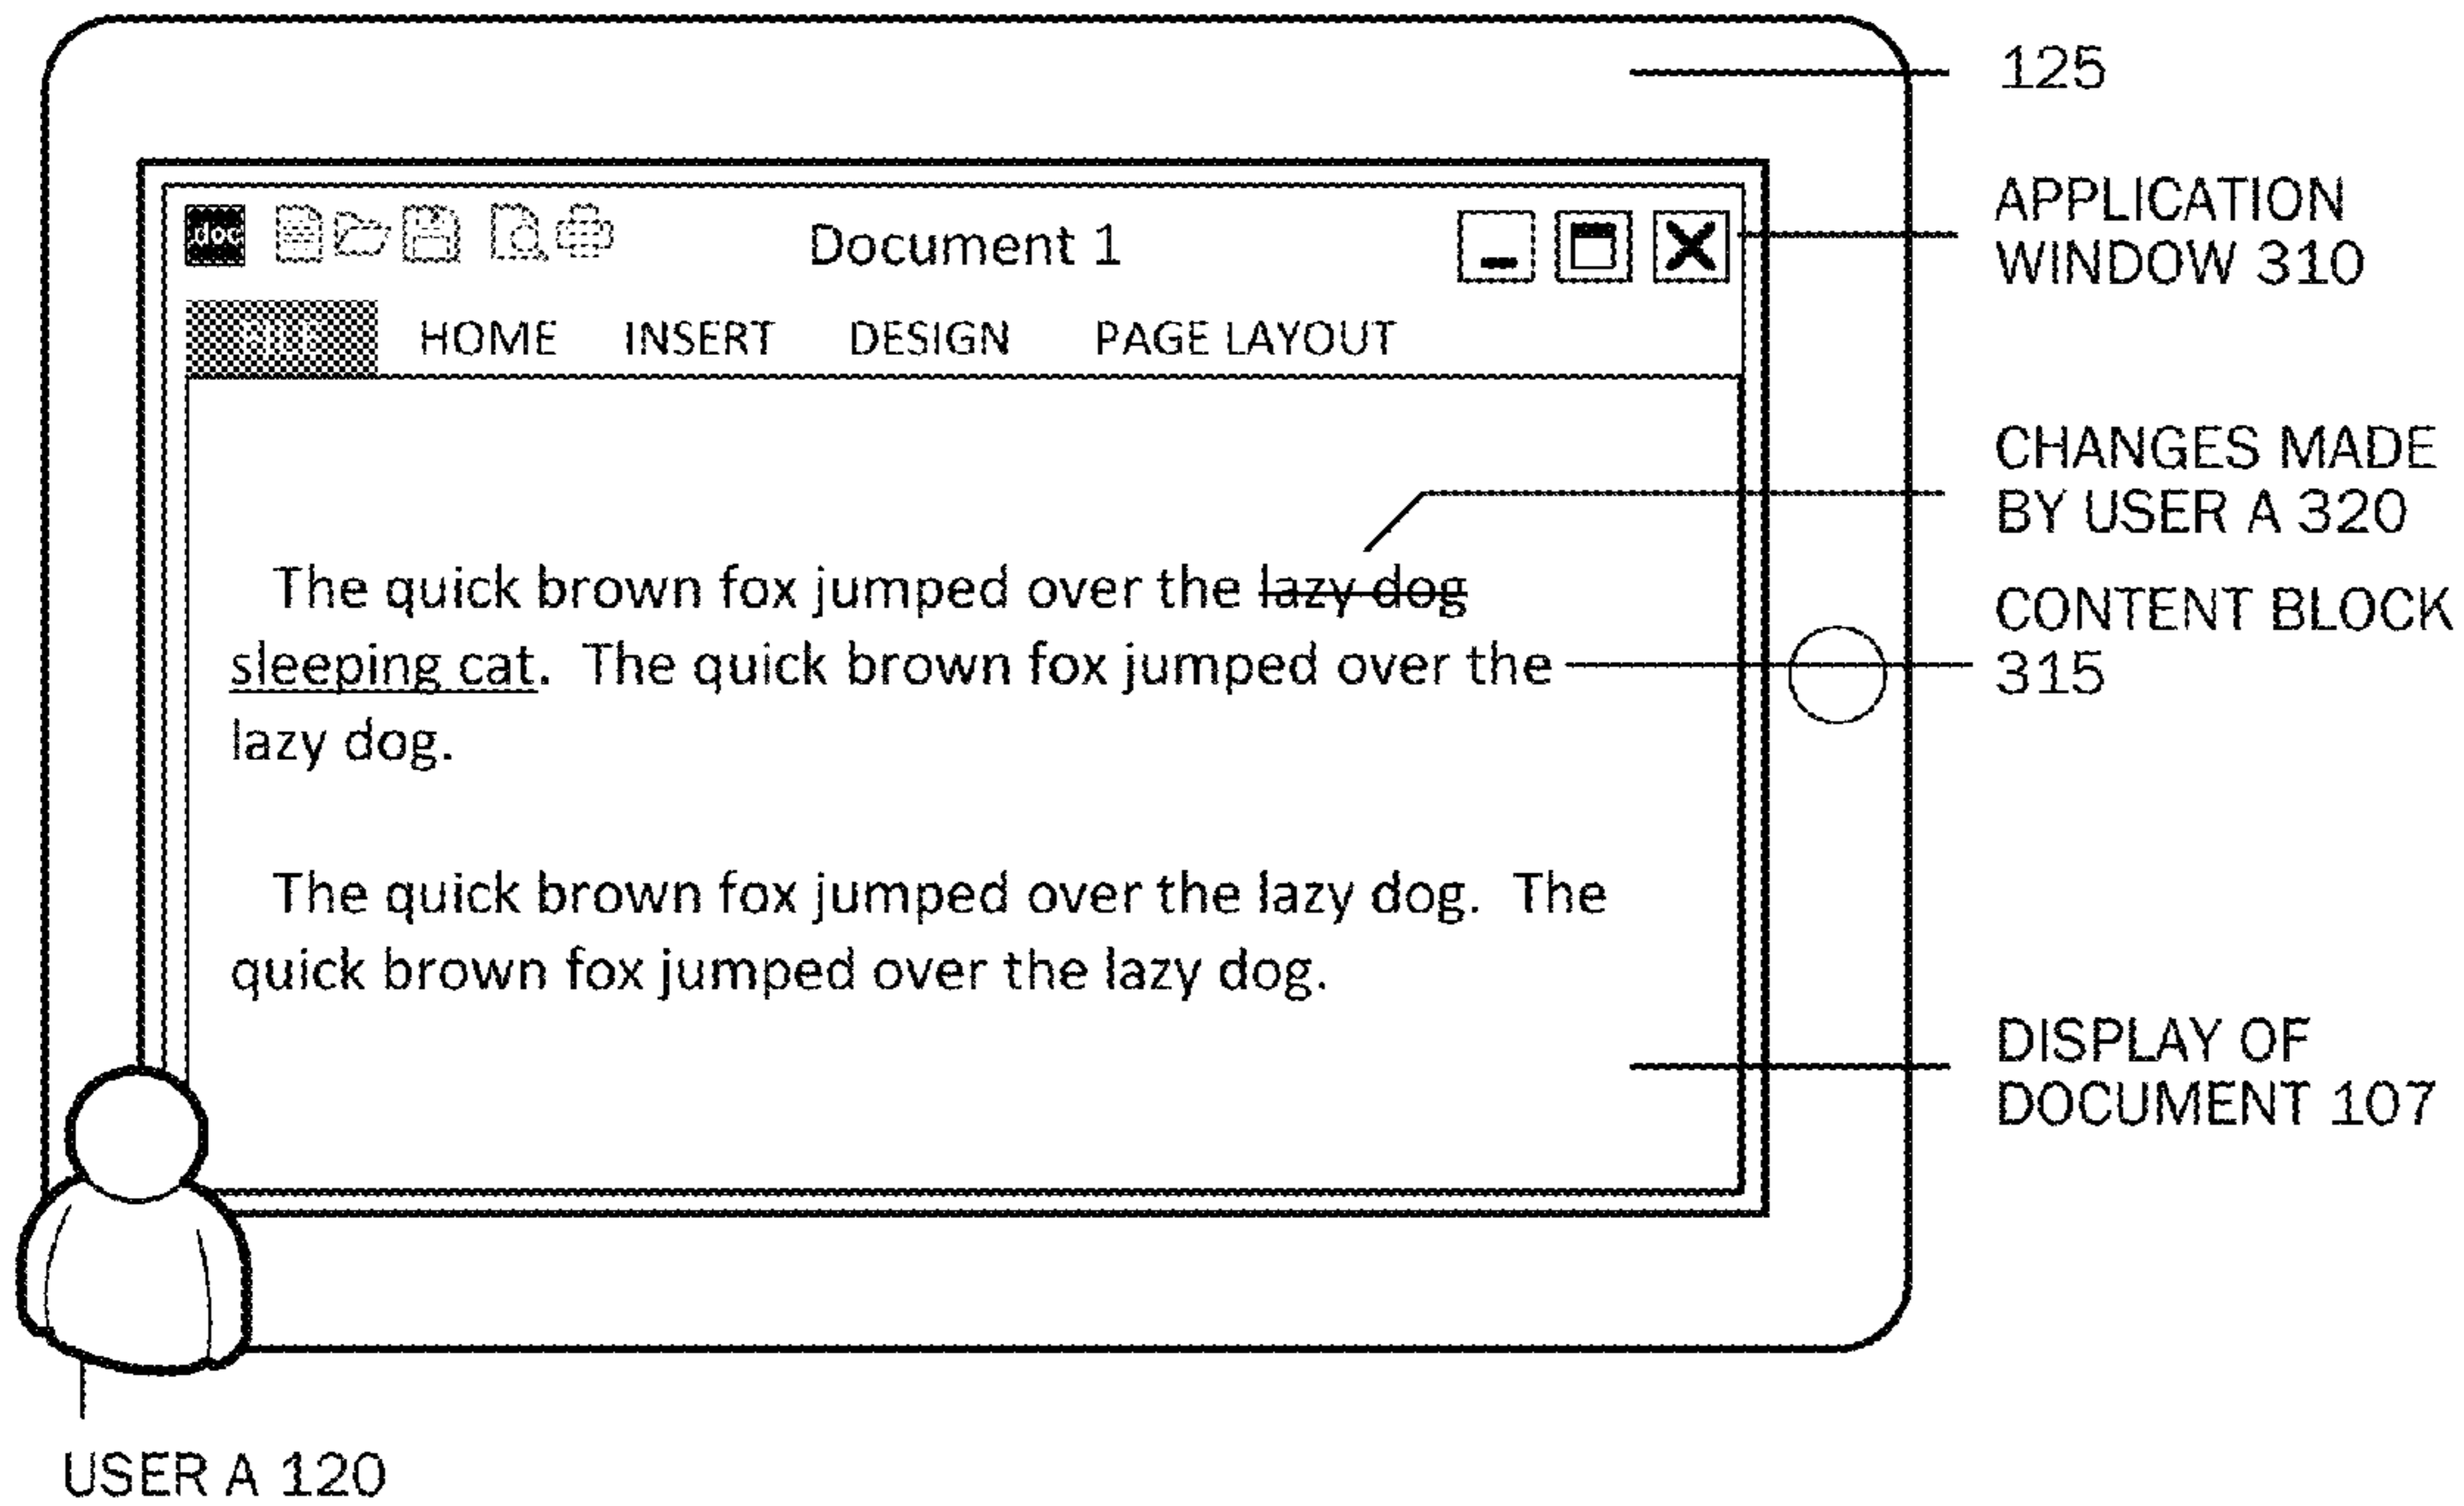 125
APPLICATION
WINDOW 310
.doc
Document 1
HOME INSERT DESIGN PAGE LAYOUT
CHANGES MADE
BY USER A 320
The quick brown fox jumped over the lazy dog
sleeping cat. The quick brown fox jumped over the
lazy dog.
CONTENT BLOCK
315
The quick brown fox jumped over the lazy dog. The
quick brown fox jumped over the lazy dog.
DISPLAY OF
DOCUMENT 107
USER A 120